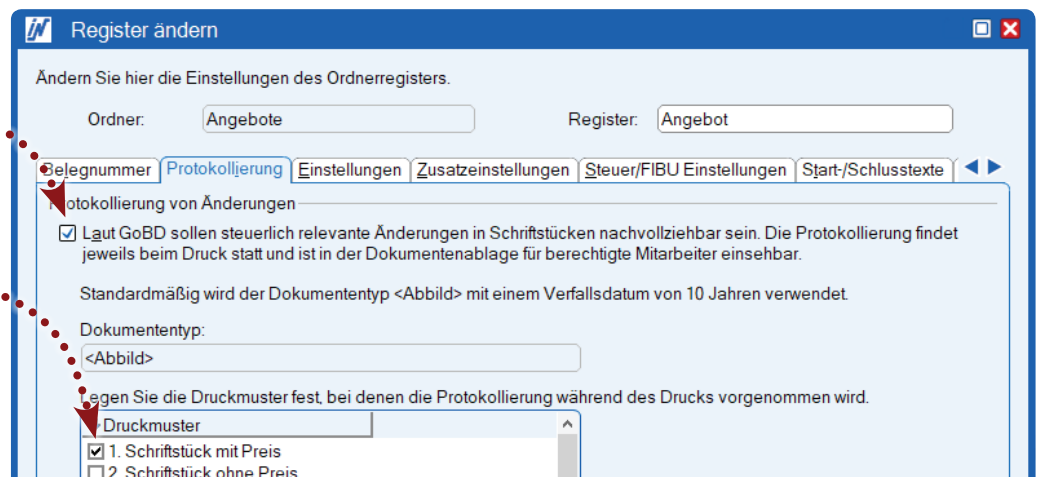 Register ändern
Ändern Sie hier die Einstellungen des Ordnerregisters.
Ordner: Angebote Register: Angebot
Belegnummer Protokollierung Einstellungen Zusatzeinstellungen Steuer/FIBU Einstellungen Start-/Schlusstexte
Protokollierung von Änderungen
Laut GoBD sollen steuerlich relevante Änderungen in Schriftstücken nachvollziehbar sein. Die Protokollierung findet
jeweils beim Druck statt und ist in der Dokumentenablage für berechtigte Mitarbeiter einsehbar.
Standardmäßig wird der Dokumententyp <Abbild> mit einem Verfallsdatum von 10 Jahren verwendet.
Dokumententyp:
<Abbild>
Legen Sie die Druckmuster fest, bei denen die Protokollierung während des Drucks vorgenommen wird.
Druckmuster
1. Schriftstück mit Preis
2. Schriftstück ohne Preis